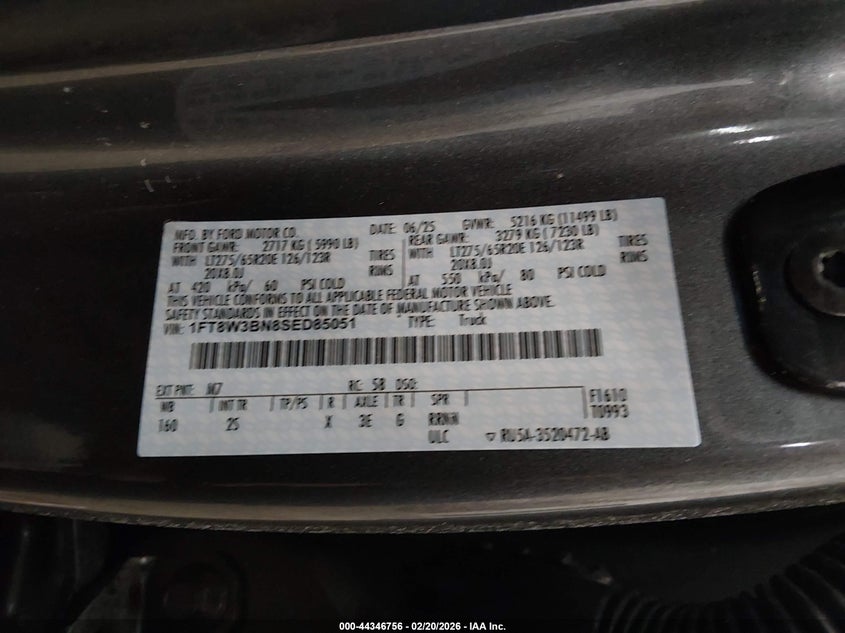 MFD. BY FORD MOTOR CO. DATE: 06/25 GVWR: 5216 KG (11499 LB)
FRONT GAWR: 2717 KG ( 5990 LB) REAR GAWR: 3279 KG ( 7230 LB)
WITH LT275/65R20E 126/123R TIRES WITH LT275/65R20E 126/123R TIRES
20X8.0J RIMS 20X8.0J RIMS
AT 420 kPa/ 60 PSI COLD AT 550 kPa/ 80 PSI COLD
THIS VEHICLE CONFORMS TO ALL APPLICABLE FEDERAL MOTOR VEHICLE
SAFETY STANDARDS IN EFFECT ON THE DATE OF MANUFACTURE SHOWN ABOVE.
VIN: 1FT8W3BN8SED85051 TYPE: Truck
EXT PNT: M7 RC: 58 DSO:
WB INT TR TP/PS R AXLE TR SPR F1610
160 2S X 3E G RRNN T0993
ULC ▽ RU5A-3520472-AB
000-44346756 - 02/20/2026 - IAA Inc.